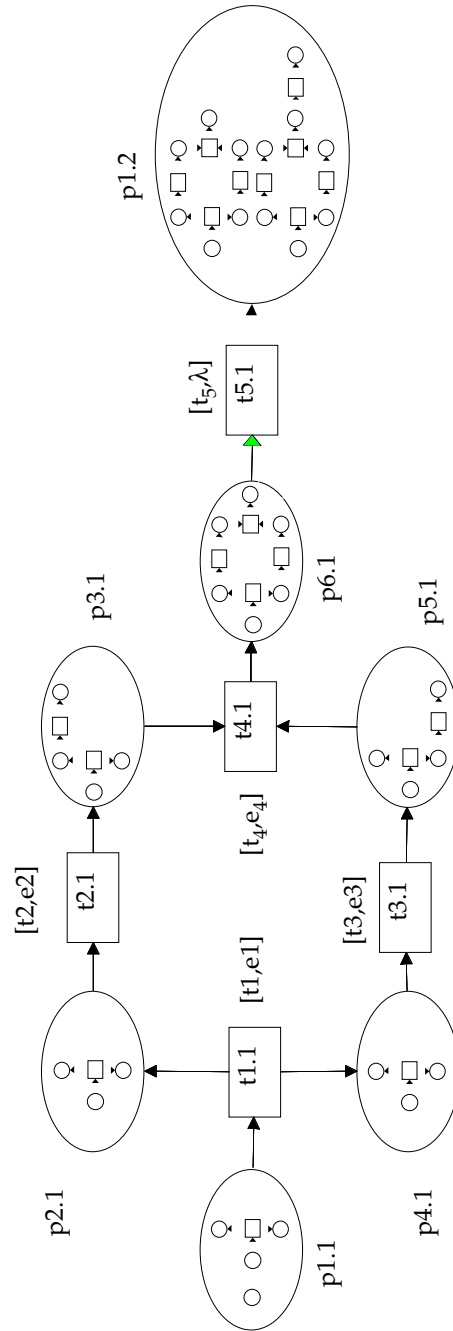 p1.1
p2.1
p4.1
[t1,e1]
t1.1
[t2,e2]
t2.1
[t3,e3]
t3.1
p3.1
p5.1
[t₄,e₄]
t4.1
p6.1
[t₅,λ]
t5.1
p1.2